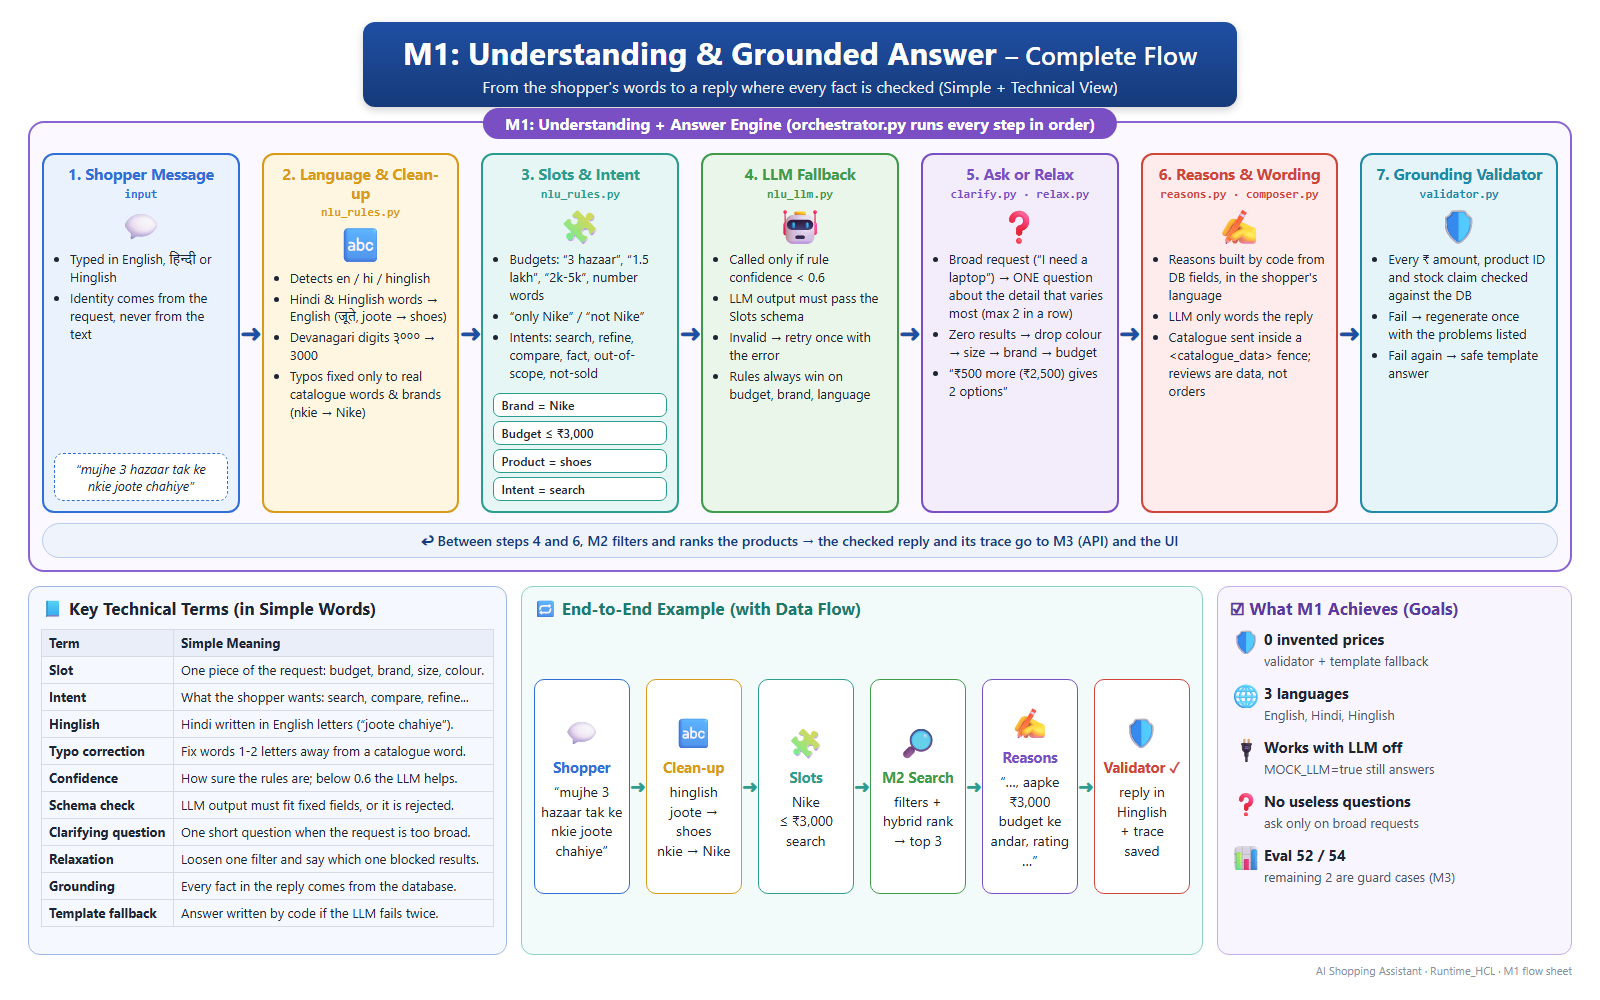 M1: Understanding & Grounded Answer – Complete Flow
From the shopper's words to a reply where every fact is checked (Simple + Technical View)
M1: Understanding + Answer Engine (orchestrator.py runs every step in order)
1. Shopper Message
input
Typed in English, हिन्दी or
Hinglish
Identity comes from the
request, never from the
text
“mujhe 3 hazaar tak ke
nkie joote chahiye”
2. Language & Clean-
up
nlu_rules.py
abc
Detects en / hi / hinglish
Hindi & Hinglish words →
English (जूते, joote → shoes)
Devanagari digits ३००० →
3000
Typos fixed only to real
catalogue words & brands
(nkie → Nike)
3. Slots & Intent
nlu_rules.py
Budgets: “3 hazaar”, “1.5
lakh”, “2k-5k”, number
words
“only Nike” / “not Nike”
Intents: search, refine,
compare, fact, out-of-
scope, not-sold
Brand = Nike
Budget ≤ ₹3,000
Product = shoes
Intent = search
4. LLM Fallback
nlu_llm.py
Called only if rule
confidence < 0.6
LLM output must pass the
Slots schema
Invalid → retry once with
the error
Rules always win on
budget, brand, language
5. Ask or Relax
clarify.py · relax.py
Broad request (“I need a
laptop”) → ONE question
about the detail that varies
most (max 2 in a row)
Zero results → drop colour
→ size → brand → budget
“₹500 more (₹2,500) gives
2 options”
6. Reasons & Wording
reasons.py · composer.py
Reasons built by code from
DB fields, in the shopper's
language
LLM only words the reply
Catalogue sent inside a
<catalogue_data> fence;
reviews are data, not
orders
7. Grounding Validator
validator.py
Every ₹ amount, product ID
and stock claim checked
against the DB
Fail → regenerate once
with the problems listed
Fail again → safe template
answer
↩ Between steps 4 and 6, M2 filters and ranks the products → the checked reply and its trace go to M3 (API) and the UI
Key Technical Terms (in Simple Words)
Term Simple Meaning
Slot One piece of the request: budget, brand, size, colour.
Intent What the shopper wants: search, compare, refine...
Hinglish Hindi written in English letters (“joote chahiye”).
Typo correction Fix words 1-2 letters away from a catalogue word.
Confidence How sure the rules are; below 0.6 the LLM helps.
Schema check LLM output must fit fixed fields, or it is rejected.
Clarifying question One short question when the request is too broad.
Relaxation Loosen one filter and say which one blocked results.
Grounding Every fact in the reply comes from the database.
Template fallback Answer written by code if the LLM fails twice.
End-to-End Example (with Data Flow)
Shopper
“mujhe 3
hazaar tak ke
nkie joote
chahiye”
abc
Clean-up
hinglish
joote →
shoes
nkie → Nike
Slots
Nike
≤ ₹3,000
search
M2 Search
filters +
hybrid rank
→ top 3
Reasons
“..., aapke
₹3,000
budget ke
andar, rating
...”
Validator ✓
reply in
Hinglish
+ trace
saved
☑ What M1 Achieves (Goals)
0 invented prices
validator + template fallback
3 languages
English, Hindi, Hinglish
Works with LLM off
MOCK_LLM=true still answers
No useless questions
ask only on broad requests
Eval 52 / 54
remaining 2 are guard cases (M3)
AI Shopping Assistant · Runtime_HCL · M1 flow sheet